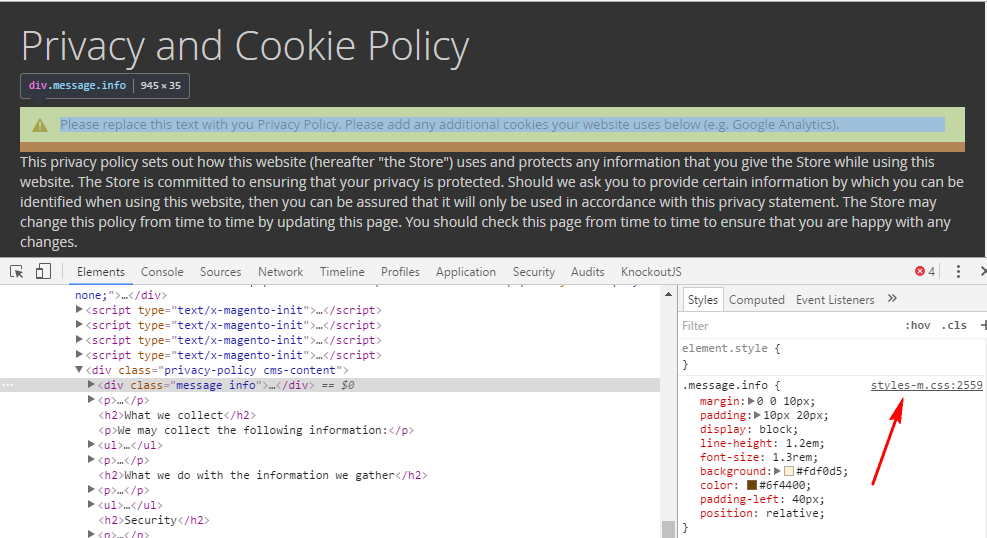 Privacy and Cookie Policy
div.message.info 945 × 35
Please replace this text with you Privacy Policy. Please add any additional cookies your website uses below (e.g. Google Analytics).
This privacy policy sets out how this website (hereafter "the Store") uses and protects any information that you give the Store while using this
website. The Store is committed to ensuring that your privacy is protected. Should we ask you to provide certain information by which you can be
identified when using this website, then you can be assured that it will only be used in accordance with this privacy statement. The Store may
change this policy from time to time by updating this page. You should check this page from time to time to ensure that you are happy with any
changes.
Elements Console Sources Network Timeline Profiles Application Security Audits KnockoutJS 4
none;">…</div>
<script type="text/x-magento-init">…</script>
<script type="text/x-magento-init">…</script>
<script type="text/x-magento-init">…</script>
<script type="text/x-magento-init">…</script>
<div class="privacy-policy cms-content">
<div class="message info">…</div> == $0
<p>…</p>
<h2>What we collect</h2>
<p>We may collect the following information:</p>
<ul>…</ul>
<p>…</p>
<h2>What we do with the information we gather</h2>
<p>…</p>
<ul>…</ul>
<h2>Security</h2>
<p>…</p>
Styles Computed Event Listeners »
Filter :hov .cls +
element.style {
}
.message.info { styles-m.css:2559
margin: 0 0 10px;
padding: 10px 20px;
display: block;
line-height: 1.2em;
font-size: 1.3rem;
background: #fdf0d5;
color: #6f4400;
padding-left: 40px;
position: relative;
}